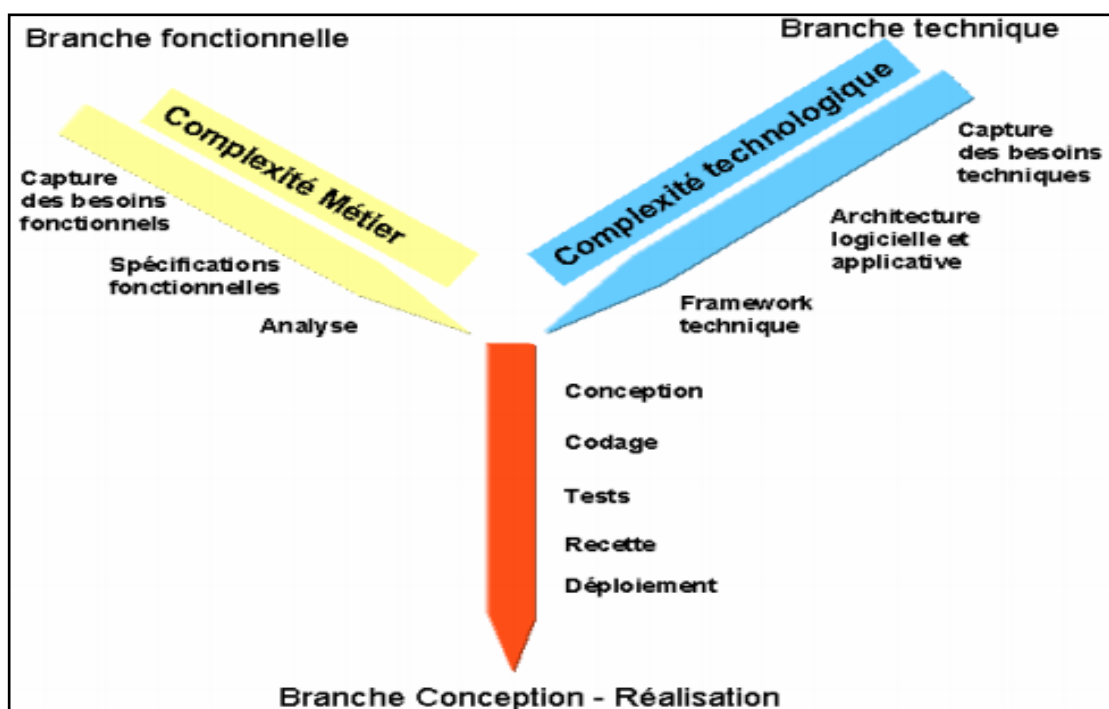 Branche fonctionnelle
Branche technique
Complexité Métier
Complexité technologique
Capture
des besoins
fonctionnels
Spécifications
fonctionnelles
Analyse
Capture
des besoins
techniques
Architecture
logicielle et
applicative
Framework
technique
Conception
Codage
Tests
Recette
Déploiement
Branche Conception - Réalisation